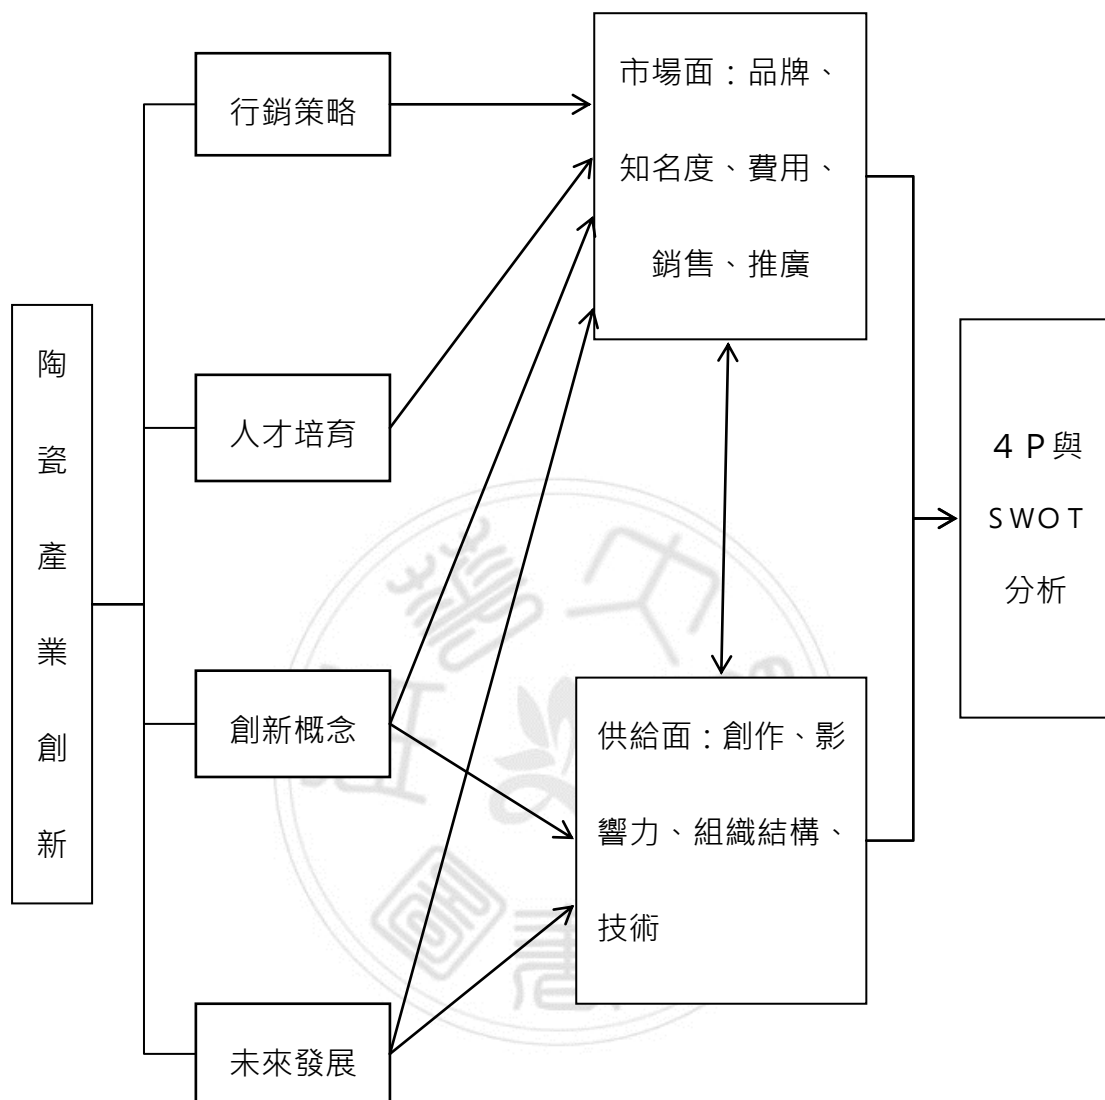 陶瓷產業創新
行銷策略
人才培育
創新概念
未來發展
市場面：品牌、
知名度、費用、
銷售、推廣
供給面：創作、影
響力、組織結構、
技術
４Ｐ與
ＳＷＯＴ
分析